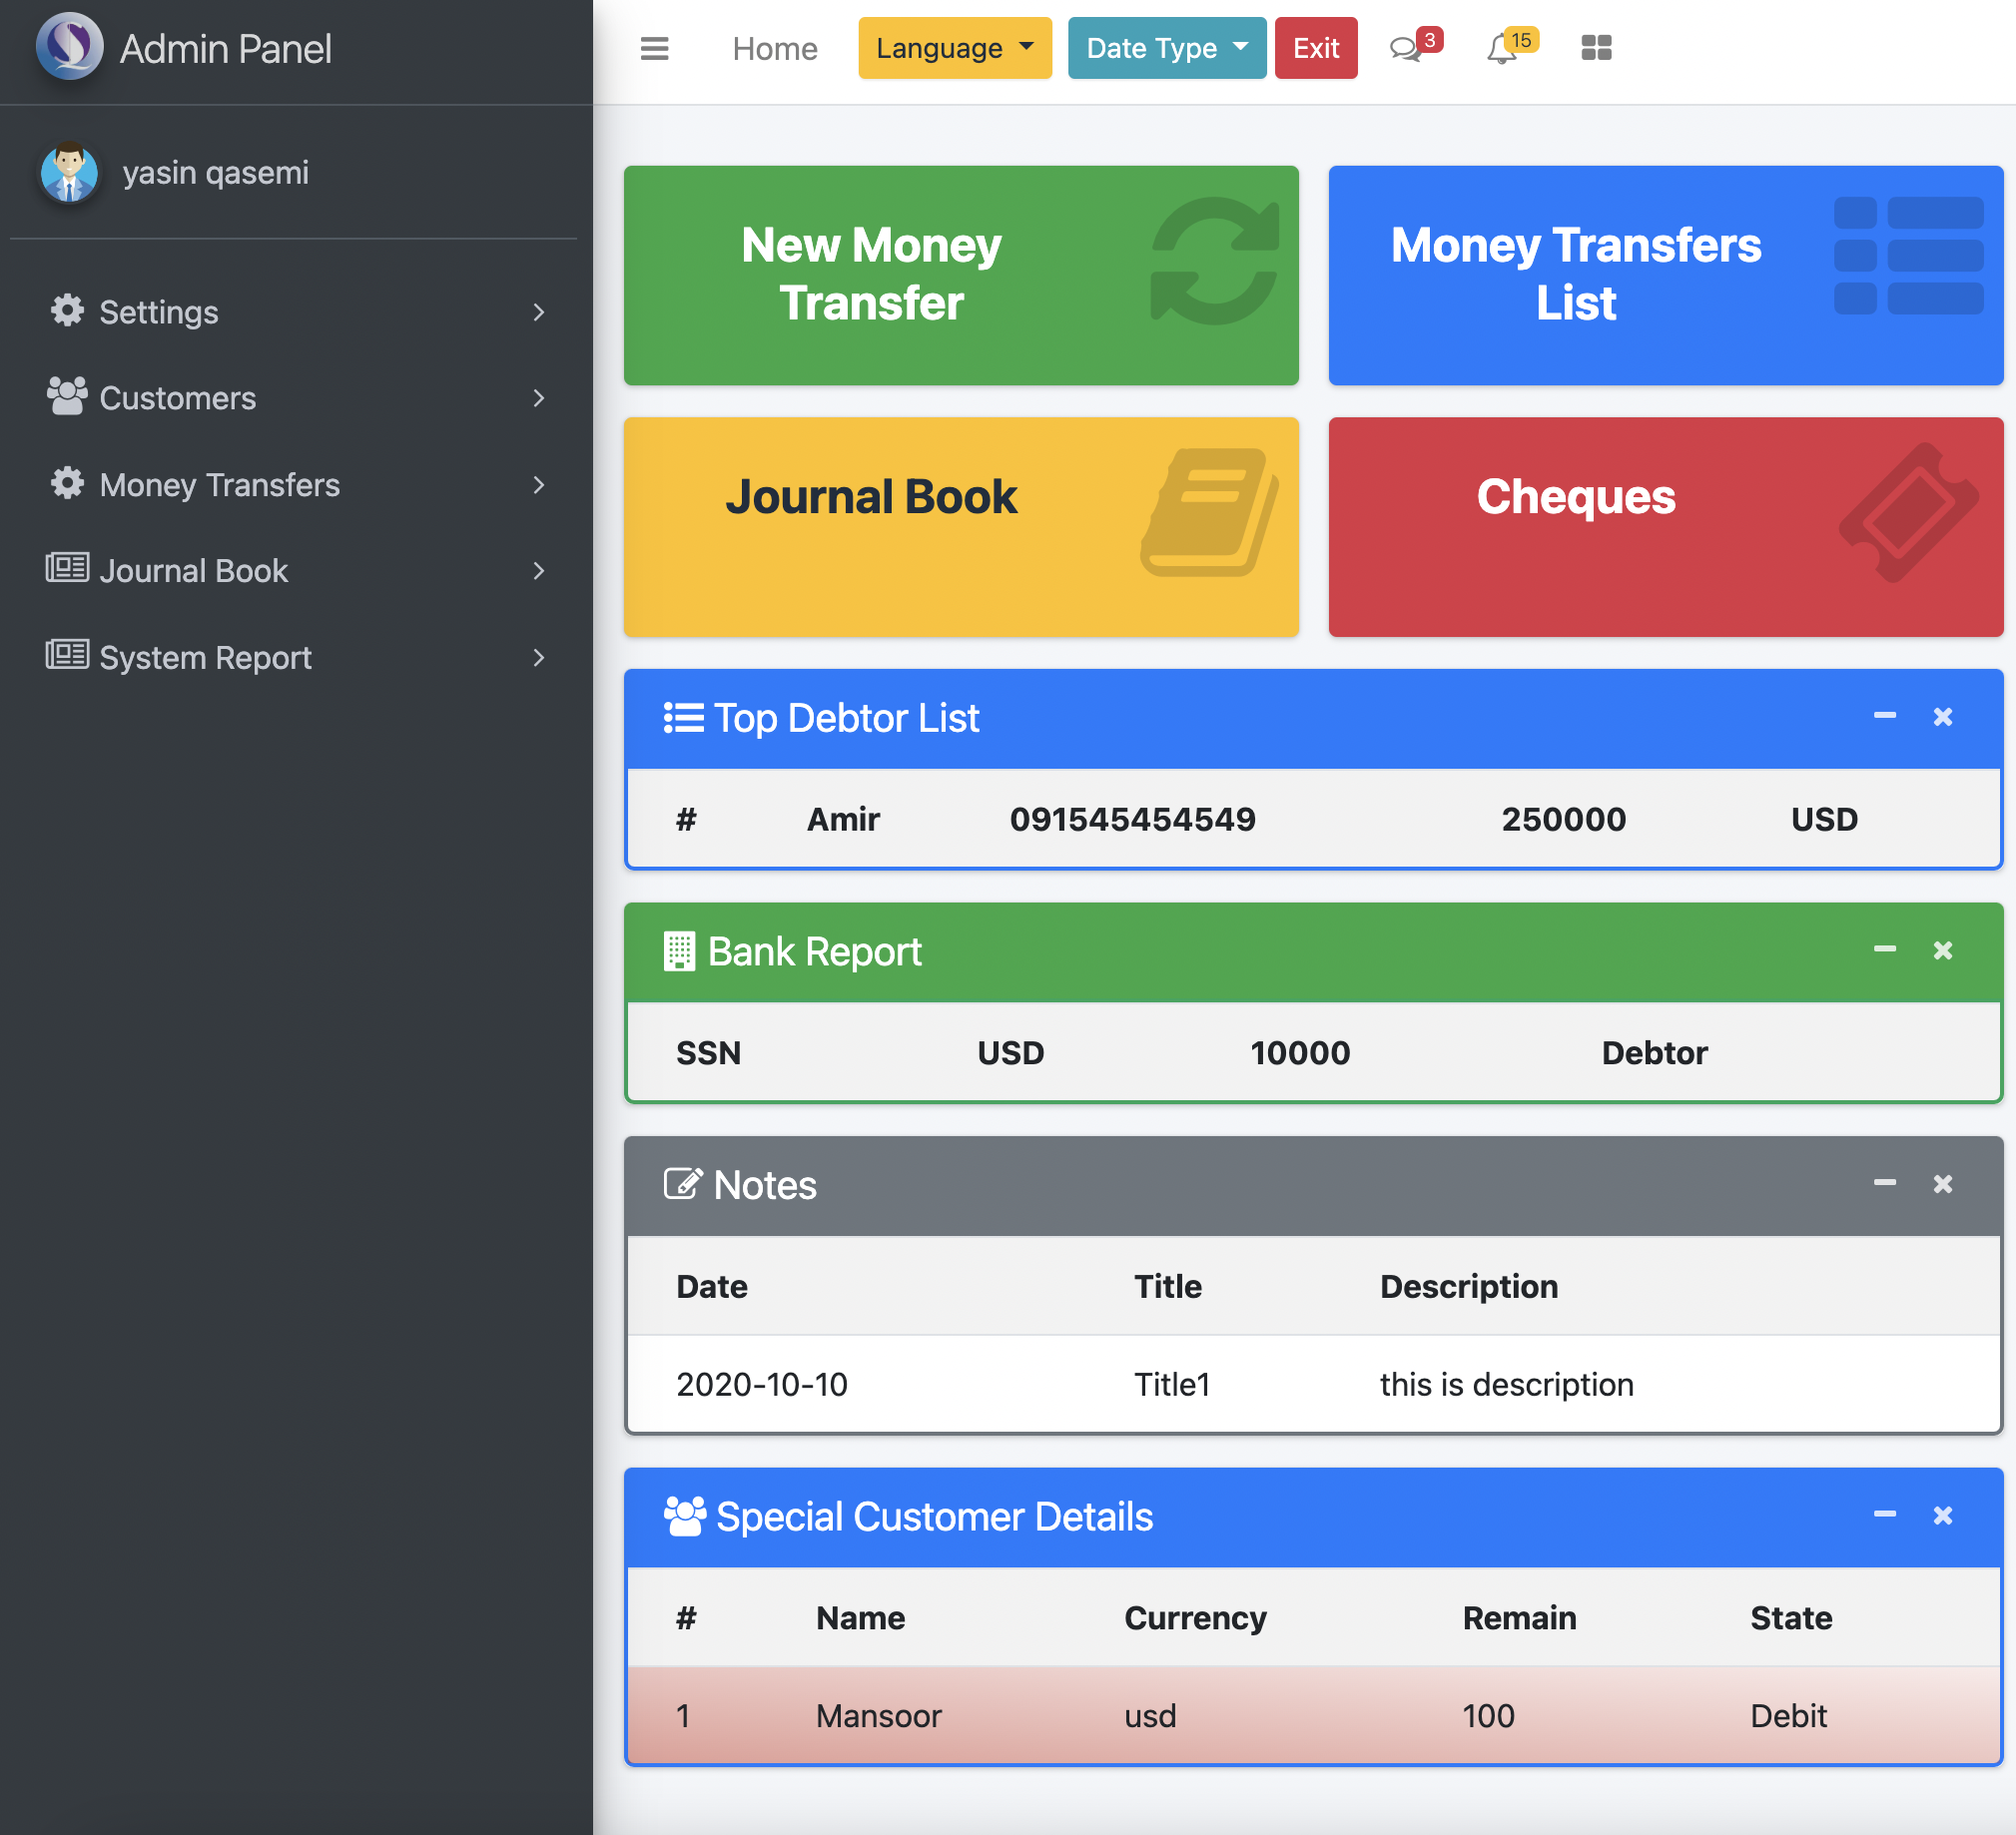 Admin Panel
Home
Language
Date Type
Exit
3
15
yasin qasemi
Settings
Customers
Money Transfers
Journal Book
System Report
New Money
Transfer
Money Transfers
List
Journal Book
Cheques
Top Debtor List
# Amir 091545454549 250000 USD
Bank Report
SSN USD 10000 Debtor
Notes
Date Title Description
2020-10-10 Title1 this is description
Special Customer Details
# Name Currency Remain State
1 Mansoor usd 100 Debit